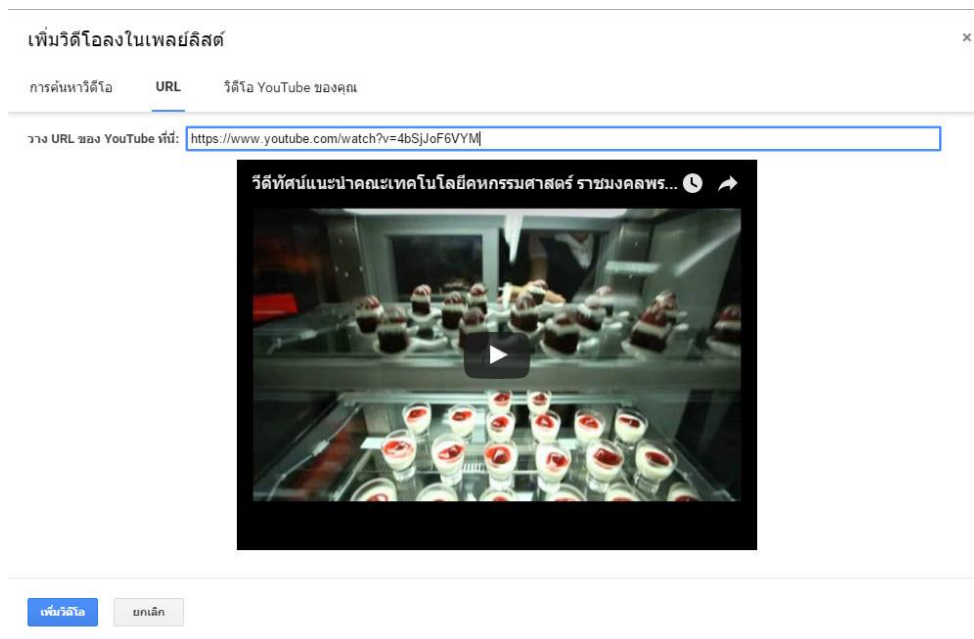 เพิ่มวิดีโอลงในเพลย์ลิสต์
การค้นหาวิดีโอ URL วิดีโอ YouTube ของคุณ
วาง URL ของ YouTube ที่นี่: https://www.youtube.com/watch?v=4bSjJoF6VYM
วีดีทัศน์แนะนำคณะเทคโนโลยีคหกรรมศาสตร์ ราชมงคลพร...
เพิ่มวิดีโอ ยกเลิก